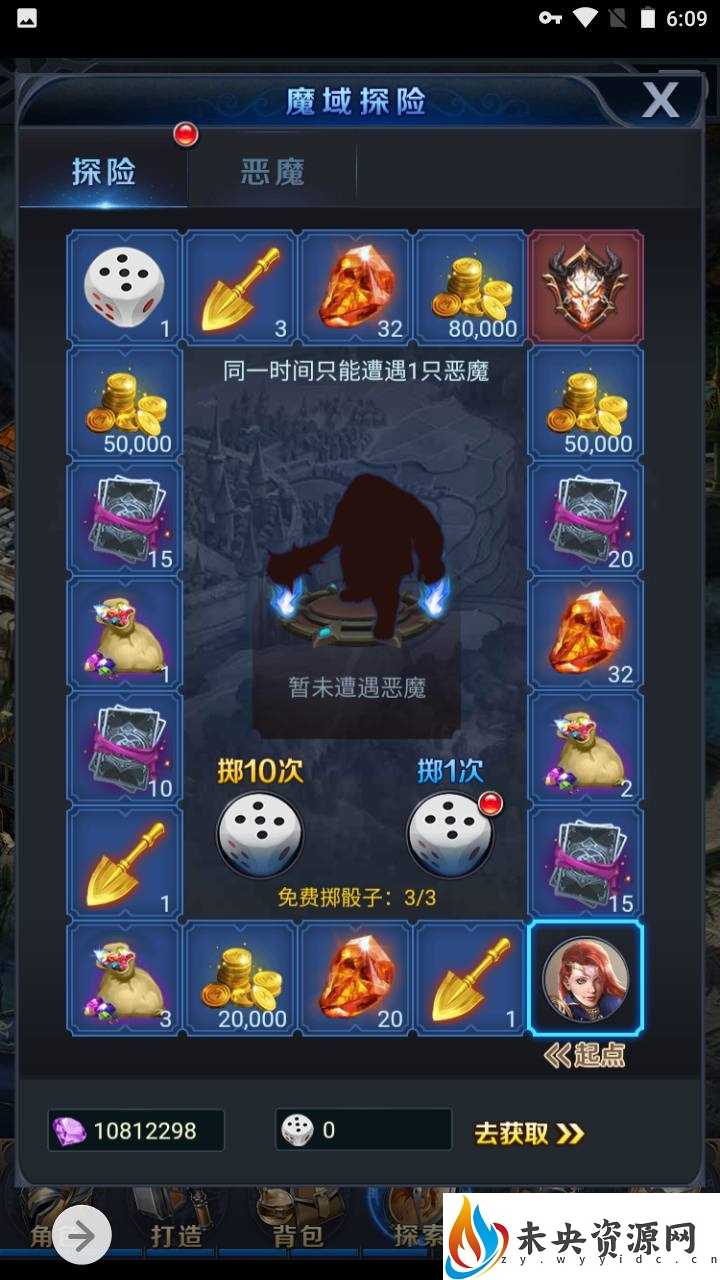 6:09
魔域探险
X
探险 恶魔
1 3 32 80,000
同一时间只能遭遇1只恶魔
50,000 50,000
15 20
1 32
暂未遭遇恶魔
10 2
掷10次 掷1次
1 15
免费掷骰子：3/3
3 20,000 20 1
起点
10812298 0 去获取
打造 背包 探索
未央资源网
zy.wyyidc.cn